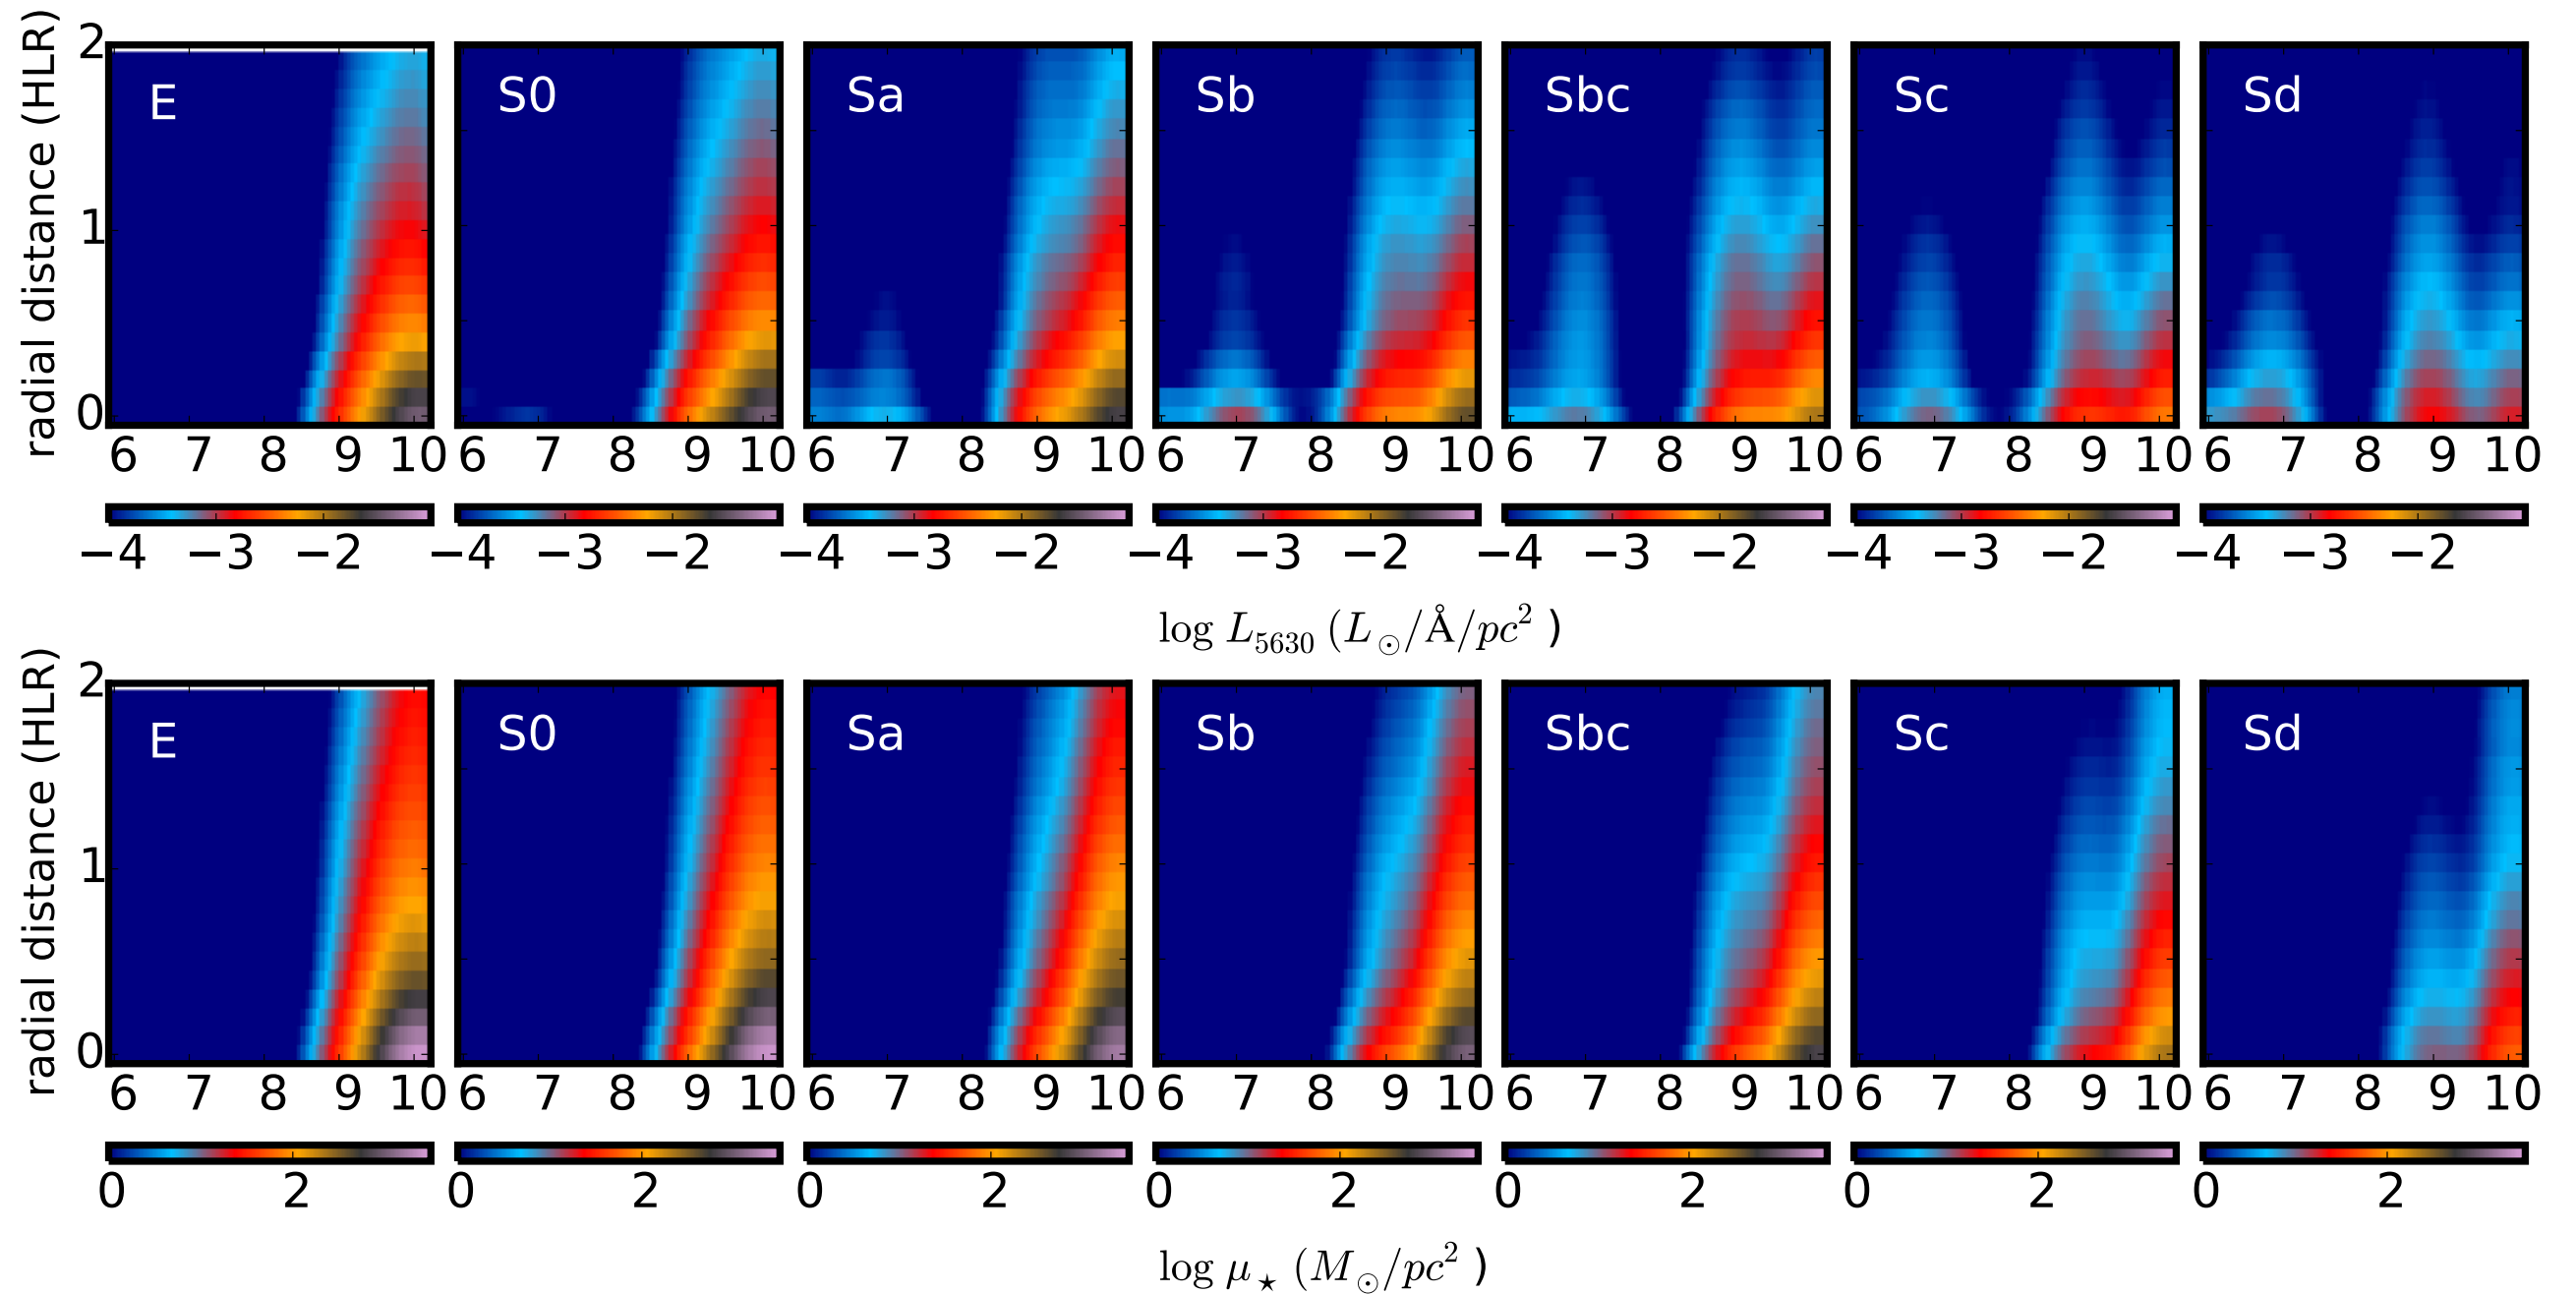 radial distance (HLR)
2
1
0
E S0 Sa Sb Sbc Sc Sd
6 7 8 9 10 6 7 8 9 10 6 7 8 9 10 6 7 8 9 10 6 7 8 9 10 6 7 8 9 10 6 7 8 9 10
−4 −3 −2 −4 −3 −2 −4 −3 −2 −4 −3 −2 −4 −3 −2 −4 −3 −2 −4 −3 −2
log L₅₆₃₀ (L☉/Å/pc²)
radial distance (HLR)
2
1
0
E S0 Sa Sb Sbc Sc Sd
6 7 8 9 10 6 7 8 9 10 6 7 8 9 10 6 7 8 9 10 6 7 8 9 10 6 7 8 9 10 6 7 8 9 10
0 2 0 2 0 2 0 2 0 2 0 2 0 2
log μ⋆ (M☉/pc²)